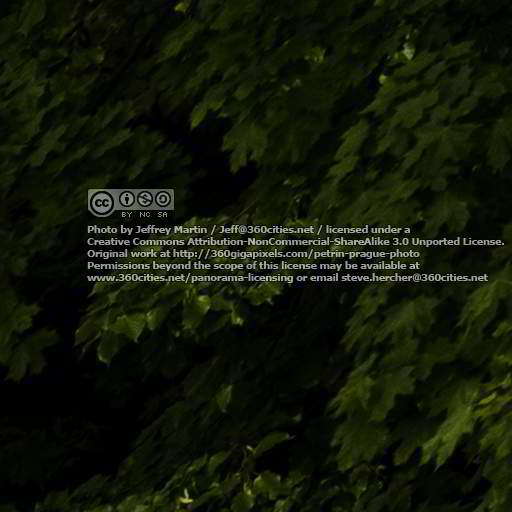 cc
BY NC SA
Photo by Jeffrey Martin / Jeff@360cities.net / licensed under a
Creative Commons Attribution-NonCommercial-ShareAlike 3.0 Unported License.
Original work at http://360gigapixels.com/petrin-prague-photo
Permissions beyond the scope of this license may be available at
www.360cities.net/panorama-licensing or email steve.hercher@360cities.net